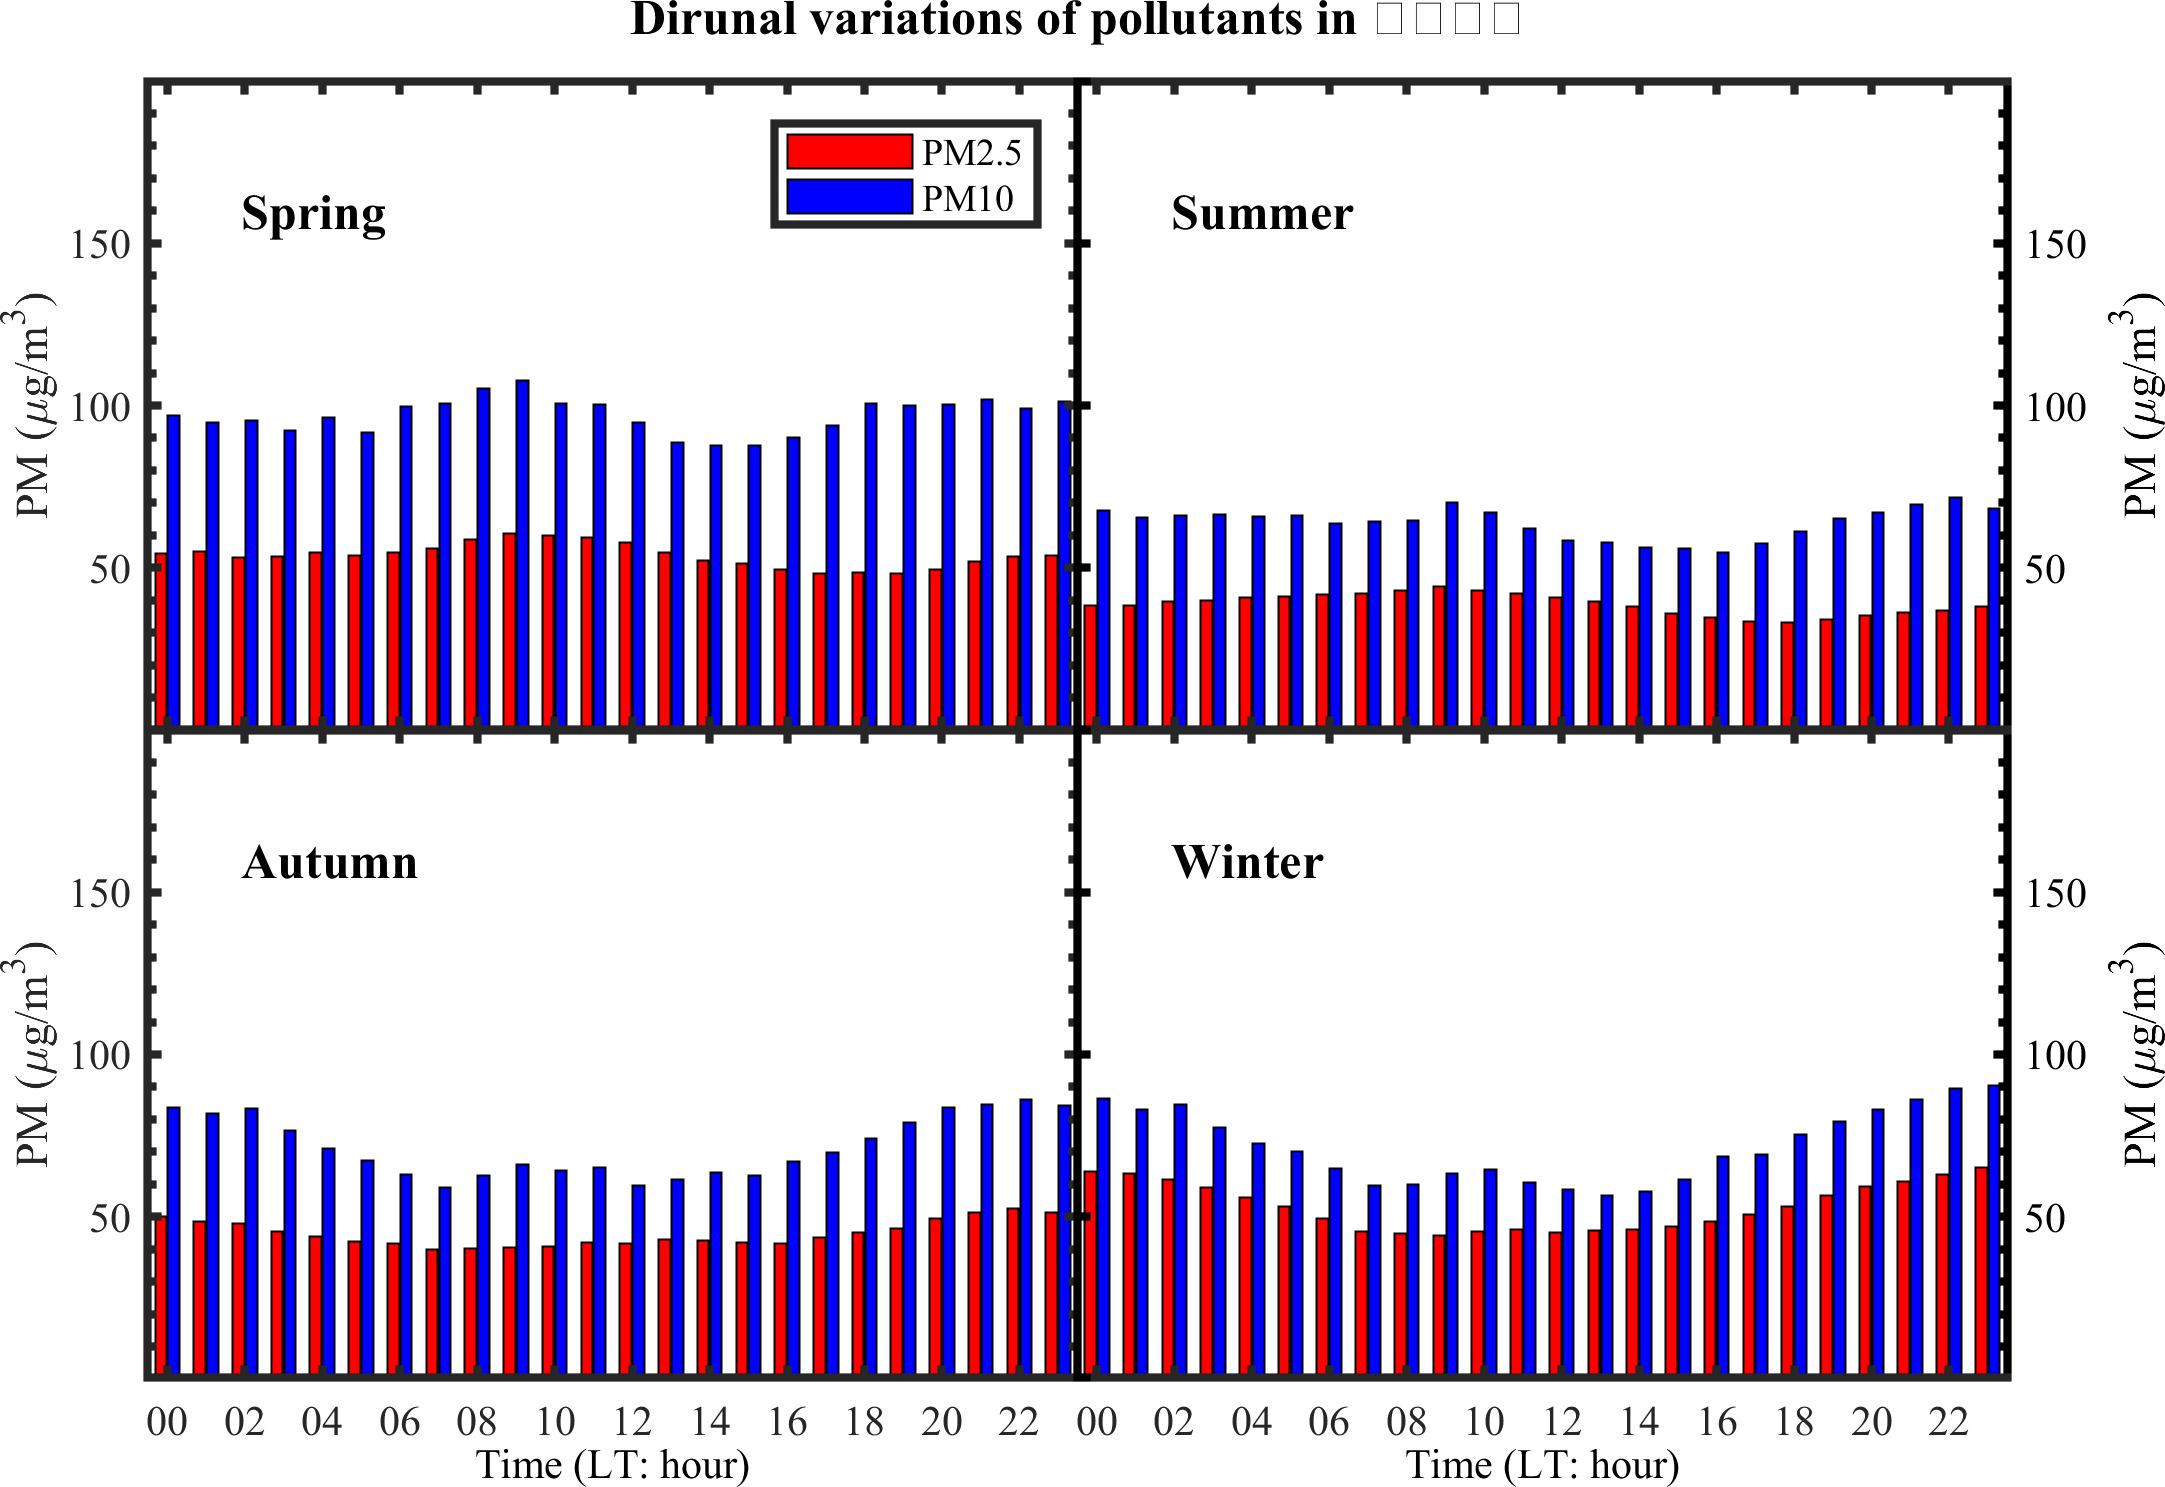 Dirunal variations of pollutants in □□□□
PM2.5
PM10
Spring
Summer
150
100
50
PM (μg/m³)
150
100
50
PM (μg/m³)
Autumn
Winter
150
100
50
PM (μg/m³)
150
100
50
PM (μg/m³)
00 02 04 06 08 10 12 14 16 18 20 22
00 02 04 06 08 10 12 14 16 18 20 22
Time (LT: hour)
Time (LT: hour)